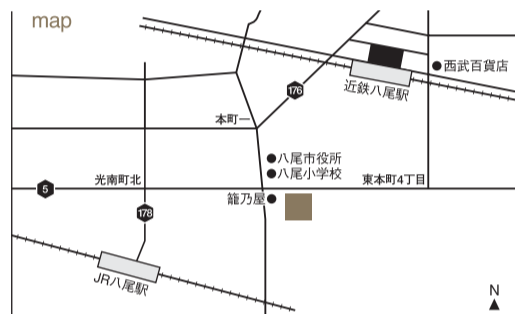 map
西武百貨店
近鉄八尾駅
176
本町一
八尾市役所
八尾小学校
光南町北
東本町4丁目
5
籠乃屋
178
JR八尾駅
N